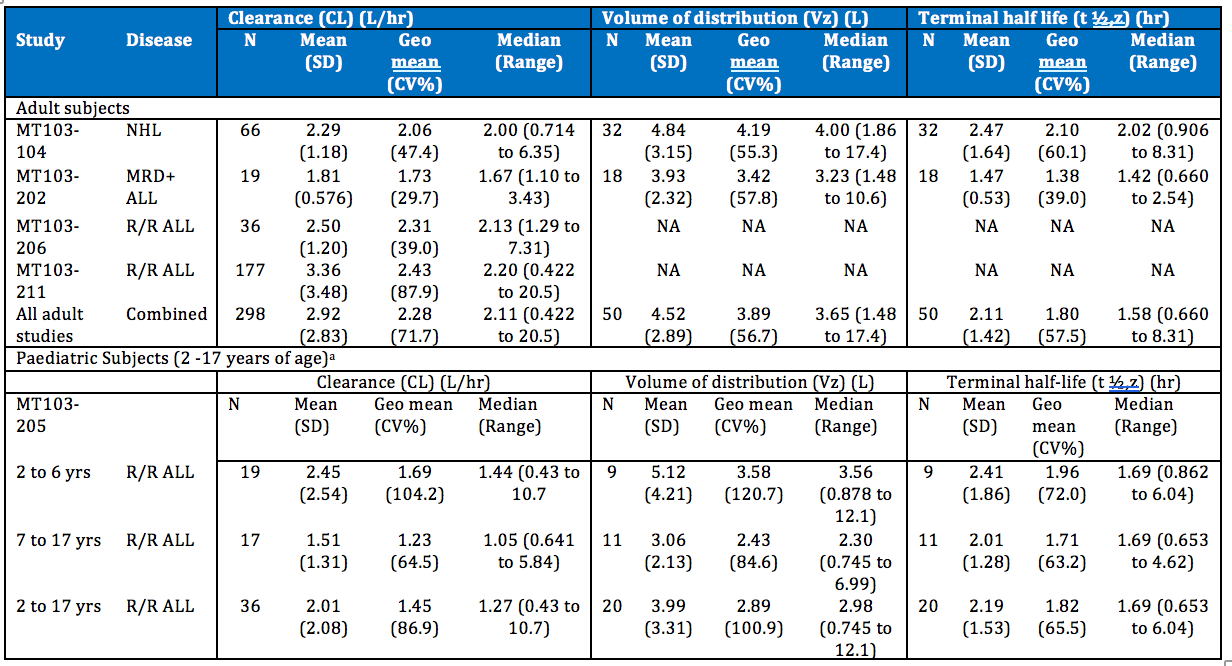 Clearance (CL) (L/hr) Volume of distribution (Vz) (L) Terminal half life (t ½,z) (hr)
Study Disease N Mean Geo Median N Mean Geo Median N Mean Geo Median
(SD) mean (Range) (SD) mean (Range) (SD) mean (Range)
(CV%) (CV%) (CV%)
Adult subjects
MT103- NHL 66 2.29 2.06 2.00 (0.714 32 4.84 4.19 4.00 (1.86 32 2.47 2.10 2.02 (0.906
104 (1.18) (47.4) to 6.35) (3.15) (55.3) to 17.4) (1.64) (60.1) to 8.31)
MT103- MRD+ 19 1.81 1.73 1.67 (1.10 to 18 3.93 3.42 3.23 (1.48 18 1.47 1.38 1.42 (0.660
202 ALL (0.576) (29.7) 3.43) (2.32) (57.8) to 10.6) (0.53) (39.0) to 2.54)
MT103- R/R ALL 36 2.50 2.31 2.13 (1.29 to NA NA NA NA NA NA
206 (1.20) (39.0) 7.31)
MT103- R/R ALL 177 3.36 2.43 2.20 (0.422 NA NA NA NA NA NA
211 (3.48) (87.9) to 20.5)
All adult Combined 298 2.92 2.28 2.11 (0.422 50 4.52 3.89 3.65 (1.48 50 2.11 1.80 1.58 (0.660
studies (2.83) (71.7) to 20.5) (2.89) (56.7) to 17.4) (1.42) (57.5) to 8.31)
Paediatric Subjects (2 -17 years of age)ᵃ
Clearance (CL) (L/hr) Volume of distribution (Vz) (L) Terminal half-life (t ½,z) (hr)
MT103- N Mean Geo mean Median N Mean Geo mean Median N Mean Geo Median
205 (SD) (CV%) (Range) (SD) (CV%) (Range) (SD) mean (Range)
(CV%)
2 to 6 yrs R/R ALL 19 2.45 1.69 1.44 (0.43 to 9 5.12 3.58 3.56 9 2.41 1.96 1.69 (0.862
(2.54) (104.2) 10.7 (4.21) (120.7) (0.878 to (1.86) (72.0) to 6.04)
12.1)
7 to 17 yrs R/R ALL 17 1.51 1.23 1.05 (0.641 11 3.06 2.43 2.30 11 2.01 1.71 1.69 (0.653
(1.31) (64.5) to 5.84) (2.13) (84.6) (0.745 to (1.28) (63.2) to 4.62)
6.99)
2 to 17 yrs R/R ALL 36 2.01 1.45 1.27 (0.43 to 20 3.99 2.89 2.98 20 2.19 1.82 1.69 (0.653
(2.08) (86.9) 10.7) (3.31) (100.9) (0.745 to (1.53) (65.5) to 6.04)
12.1)